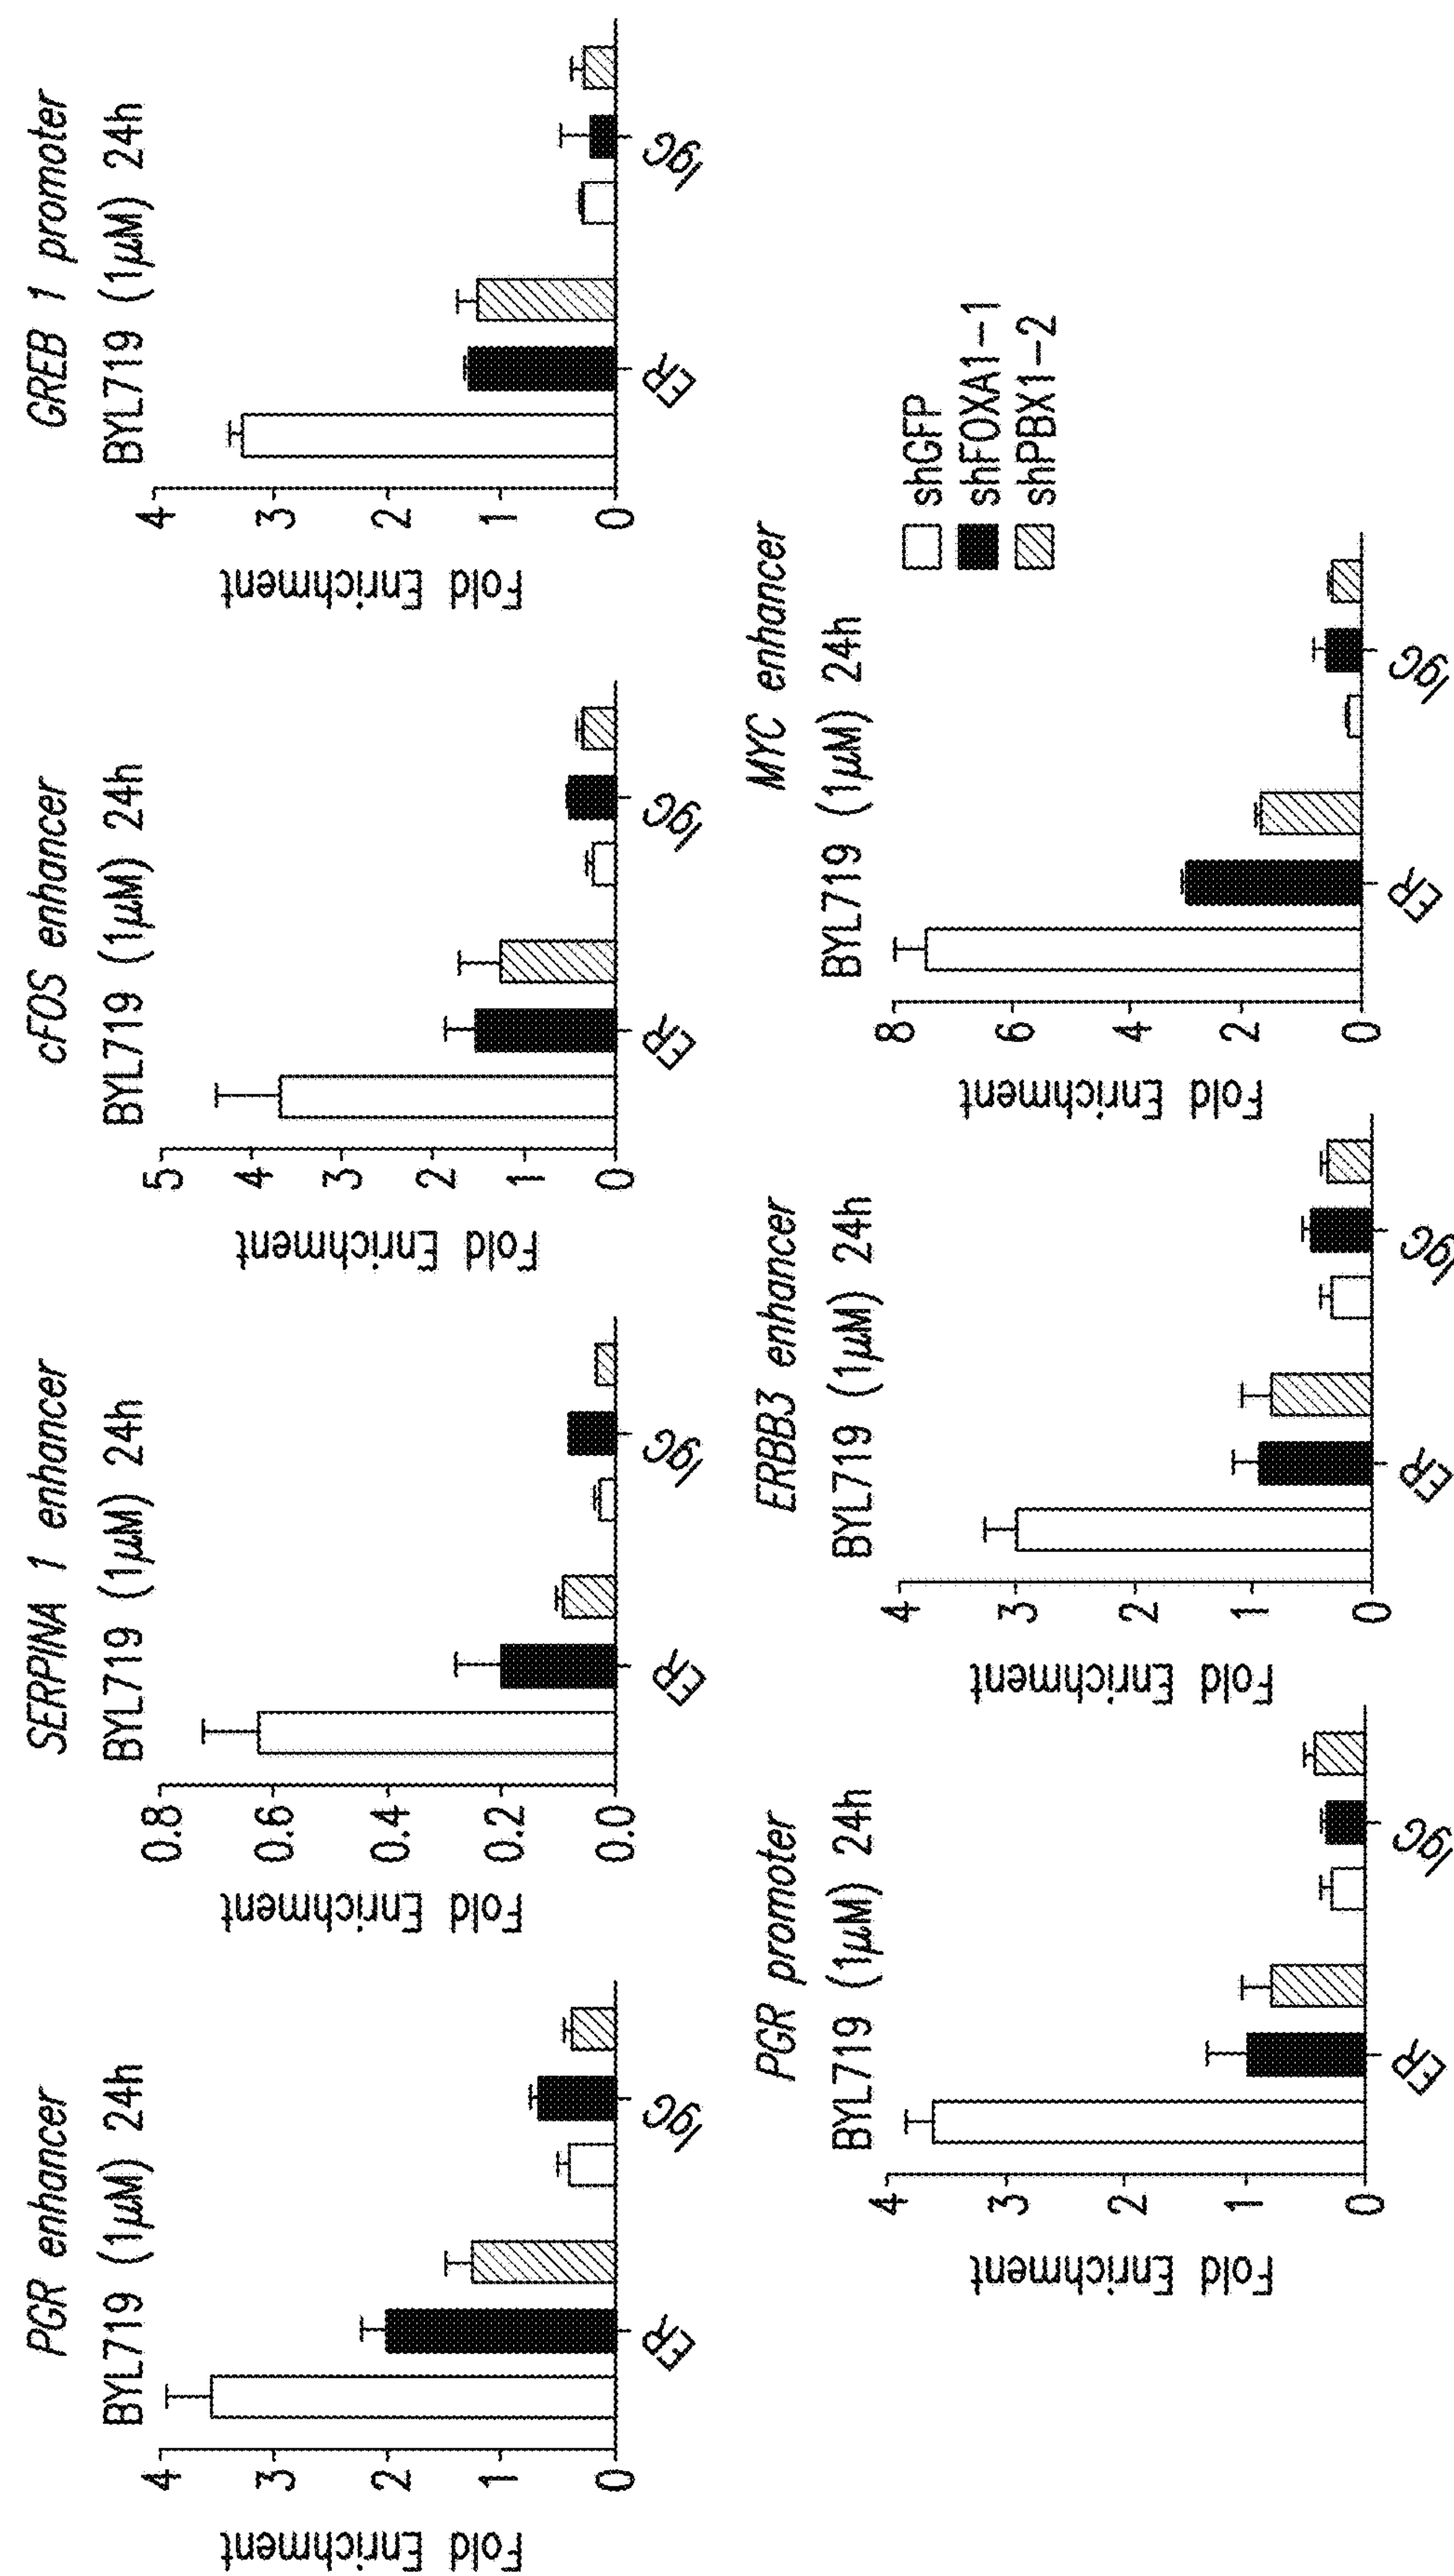 PGR enhancer
BYL719 (1μM) 24h
Fold Enrichment
4
3
2
1
0
ER
IgG
SERPINA 1 enhancer
BYL719 (1μM) 24h
Fold Enrichment
0.8
0.6
0.4
0.2
0.0
ER
IgG
cFOS enhancer
BYL719 (1μM) 24h
Fold Enrichment
5
4
3
2
1
0
ER
IgG
GREB 1 promoter
BYL719 (1μM) 24h
Fold Enrichment
4
3
2
1
0
ER
IgG
PGR promoter
BYL719 (1μM) 24h
Fold Enrichment
4
3
2
1
0
ER
IgG
ERBB3 enhancer
BYL719 (1μM) 24h
Fold Enrichment
4
3
2
1
0
ER
IgG
MYC enhancer
BYL719 (1μM) 24h
Fold Enrichment
8
6
4
2
0
ER
IgG
shGFP
shFOXA1-1
shPBX1-2